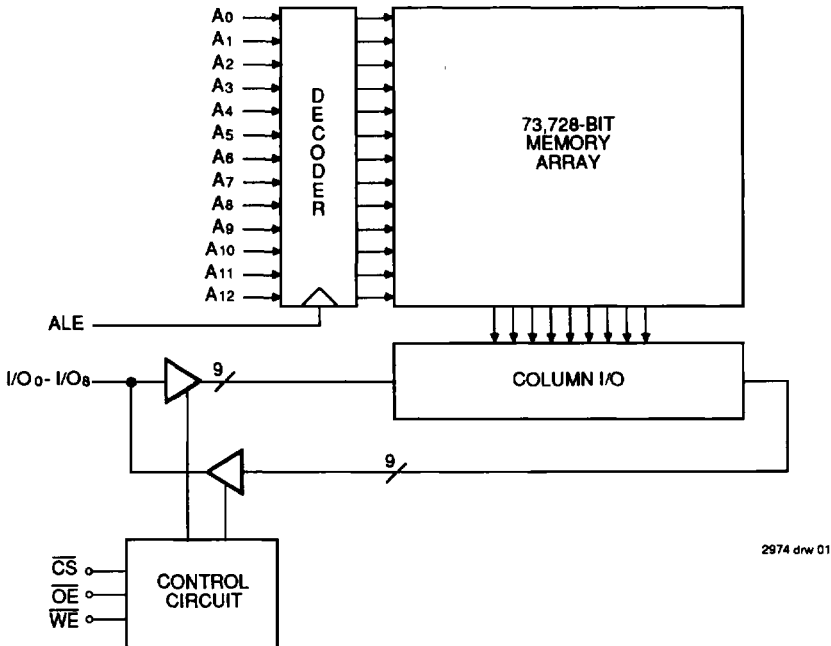 A0
A1
A2
A3
A4
A5
A6
A7
A8
A9
A10
A11
A12
DECODER
73,728-BIT
MEMORY
ARRAY
ALE
I/O0 - I/O8
9
COLUMN I/O
9
CS
OE
WE
CONTROL
CIRCUIT
2974 drw 01